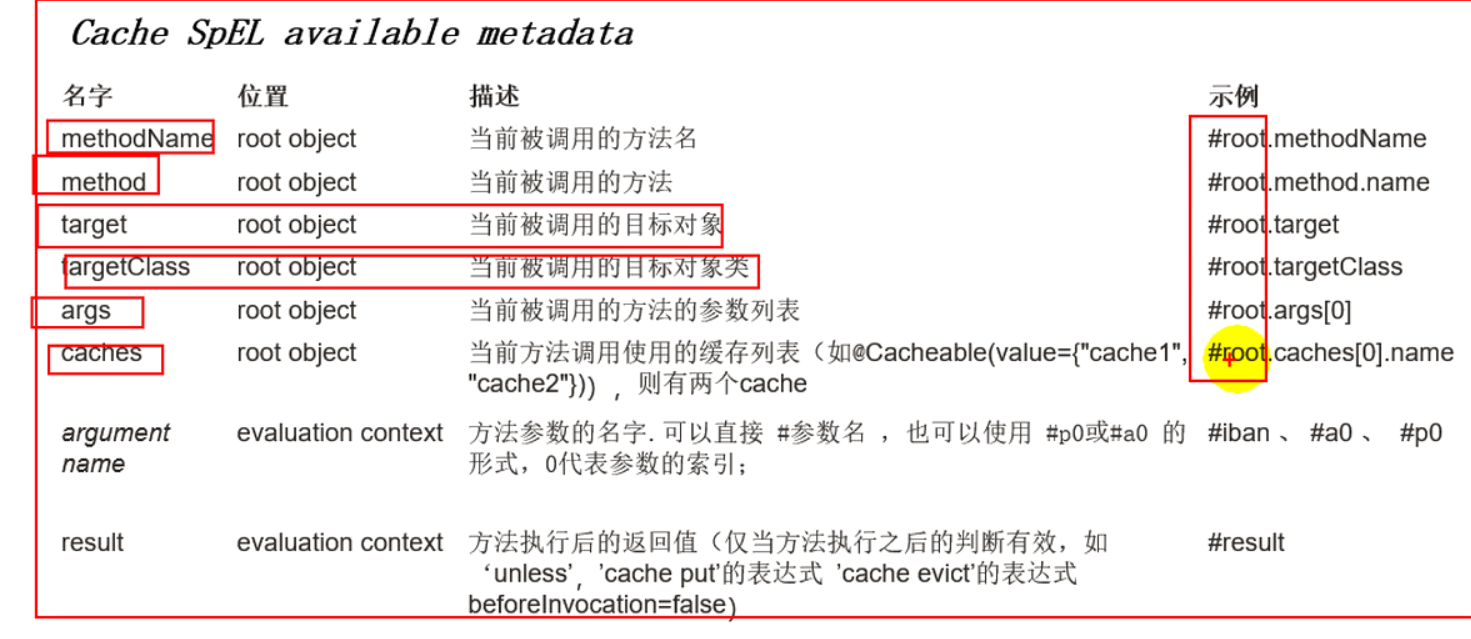 Cache SpEL available metadata
名字 位置 描述 示例
methodName root object 当前被调用的方法名 #root.methodName
method root object 当前被调用的方法 #root.method.name
target root object 当前被调用的目标对象 #root.target
targetClass root object 当前被调用的目标对象类 #root.targetClass
args root object 当前被调用的方法的参数列表 #root.args[0]
caches root object 当前方法调用使用的缓存列表（如@Cacheable(value={"cache1", #root.caches[0].name
"cache2"})），则有两个cache
argument evaluation context 方法参数的名字.可以直接 #参数名 ，也可以使用 #p0或#a0 的 #iban 、 #a0 、 #p0
name 形式，0代表参数的索引；
result evaluation context 方法执行后的返回值（仅当方法执行之后的判断有效，如 #result
‘unless’，'cache put'的表达式 'cache evict'的表达式
beforeInvocation=false）